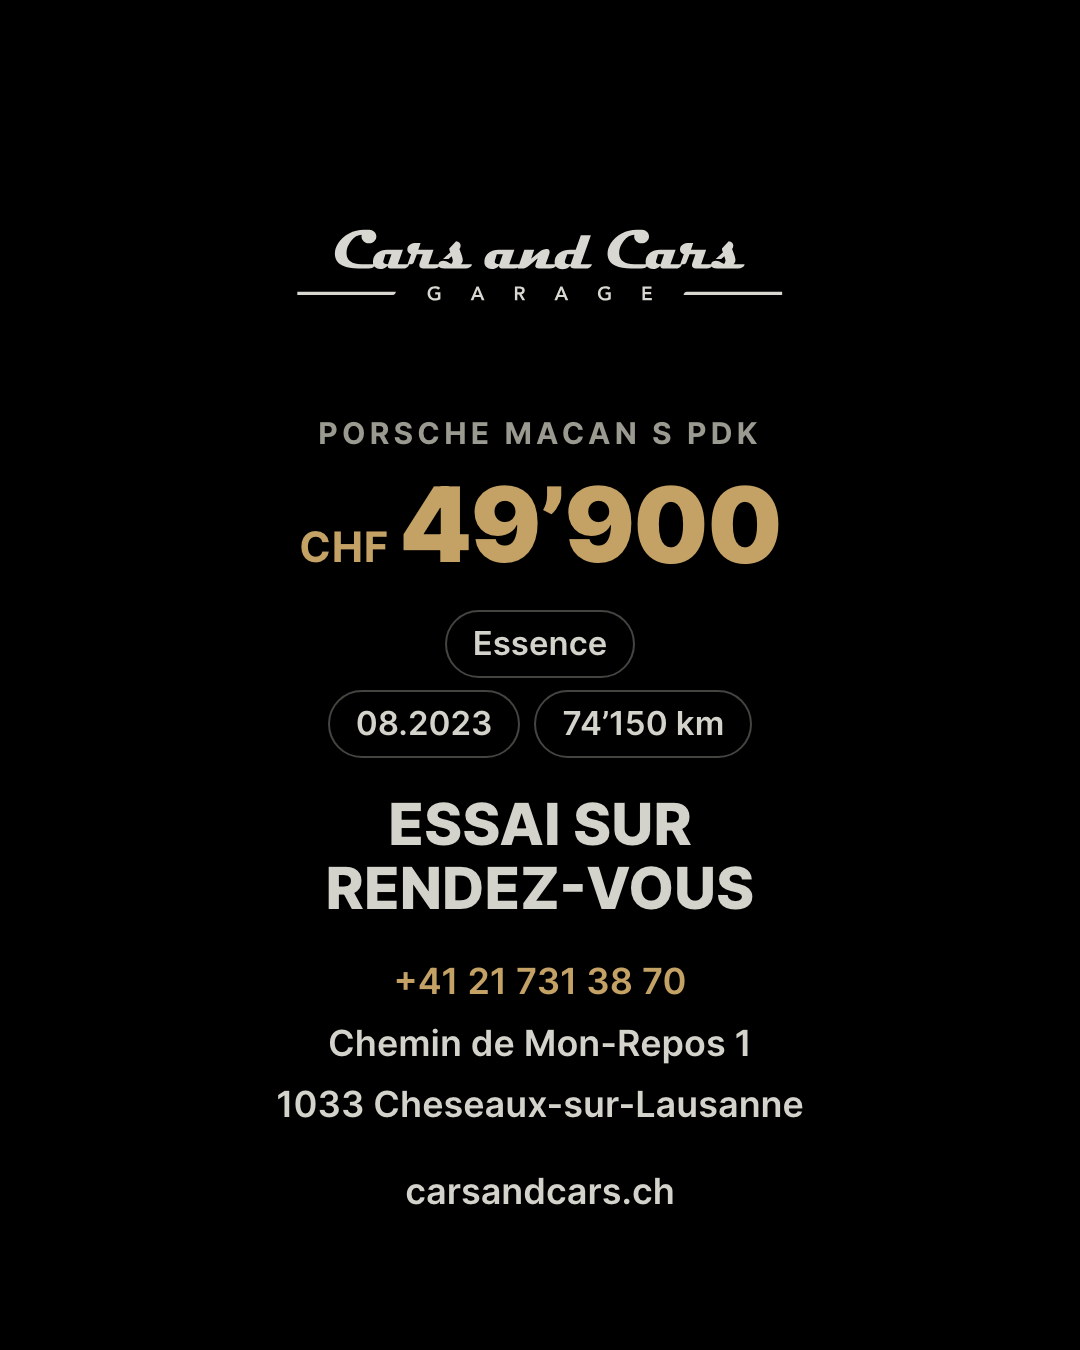 Cars and Cars
GARAGE
PORSCHE MACAN S PDK
CHF 49’900
Essence
08.2023 74’150 km
ESSAI SUR
RENDEZ-VOUS
+41 21 731 38 70
Chemin de Mon-Repos 1
1033 Cheseaux-sur-Lausanne
carsandcars.ch